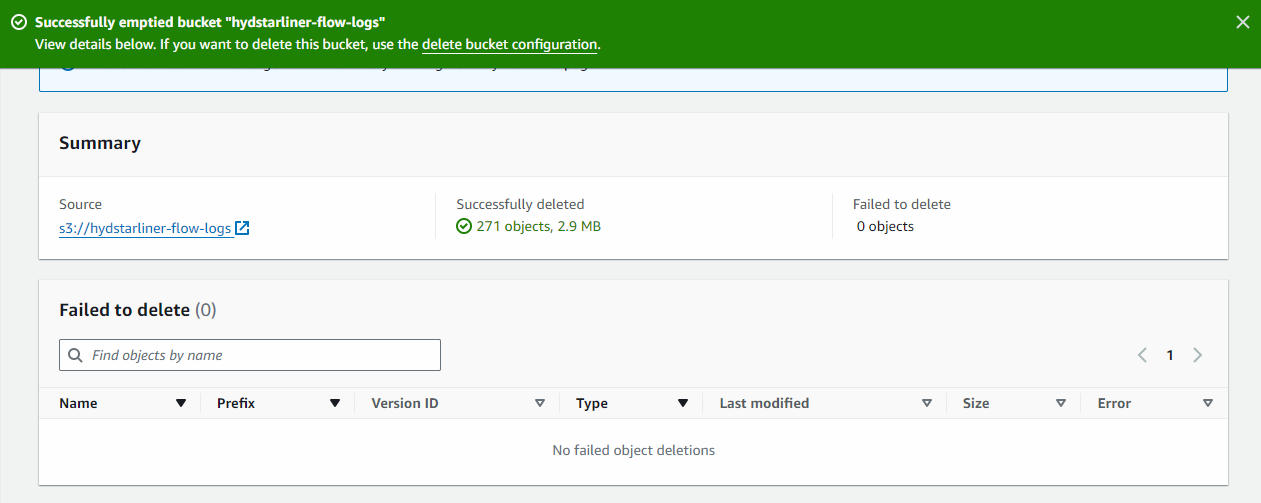 Successfully emptied bucket "hydstarliner-flow-logs"
View details below. If you want to delete this bucket, use the delete bucket configuration.
Summary
Source
Successfully deleted
Failed to delete
s3://hydstarliner-flow-logs
271 objects, 2.9 MB
0 objects
Failed to delete (0)
Find objects by name
1
Name
Prefix
Version ID
Type
Last modified
Size
Error
No failed object deletions